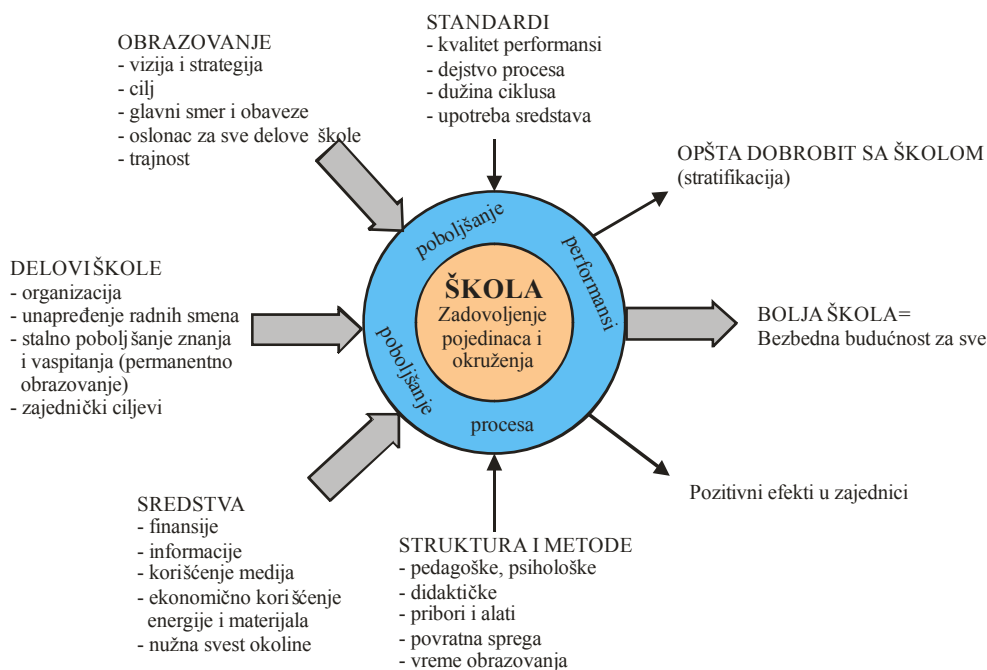 OBRAZOVANJE
- vizija i strategija
- cilj
- glavni smer i obaveze
- oslonac za sve delove škole
- trajnost
STANDARDI
- kvalitet performansi
- dejstvo procesa
- dužina ciklusa
- upotreba sredstava
OPŠTA DOBROBIT SA ŠKOLOM
(stratifikacija)
DELOVI ŠKOLE
- organizacija
- unapređenje radnih smena
- stalno poboljšanje znanja
i vaspitanja (permanentno
obrazovanje)
- zajednički ciljevi
poboljšanje
performansi
ŠKOLA
Zadovoljenje
pojedinaca i
okruženja
poboljšanje
procesa
BOLJA ŠKOLA=
Bezbedna budućnost za sve
Pozitivni efekti u zajednici
SREDSTVA
- finansije
- informacije
- korišćenje medija
- ekonomično korišćenje
energije i materijala
- nužna svest okoline
STRUKTURA I METODE
- pedagoške, psihološke
- didaktičke
- pribori i alati
- povratna sprega
- vreme obrazovanja